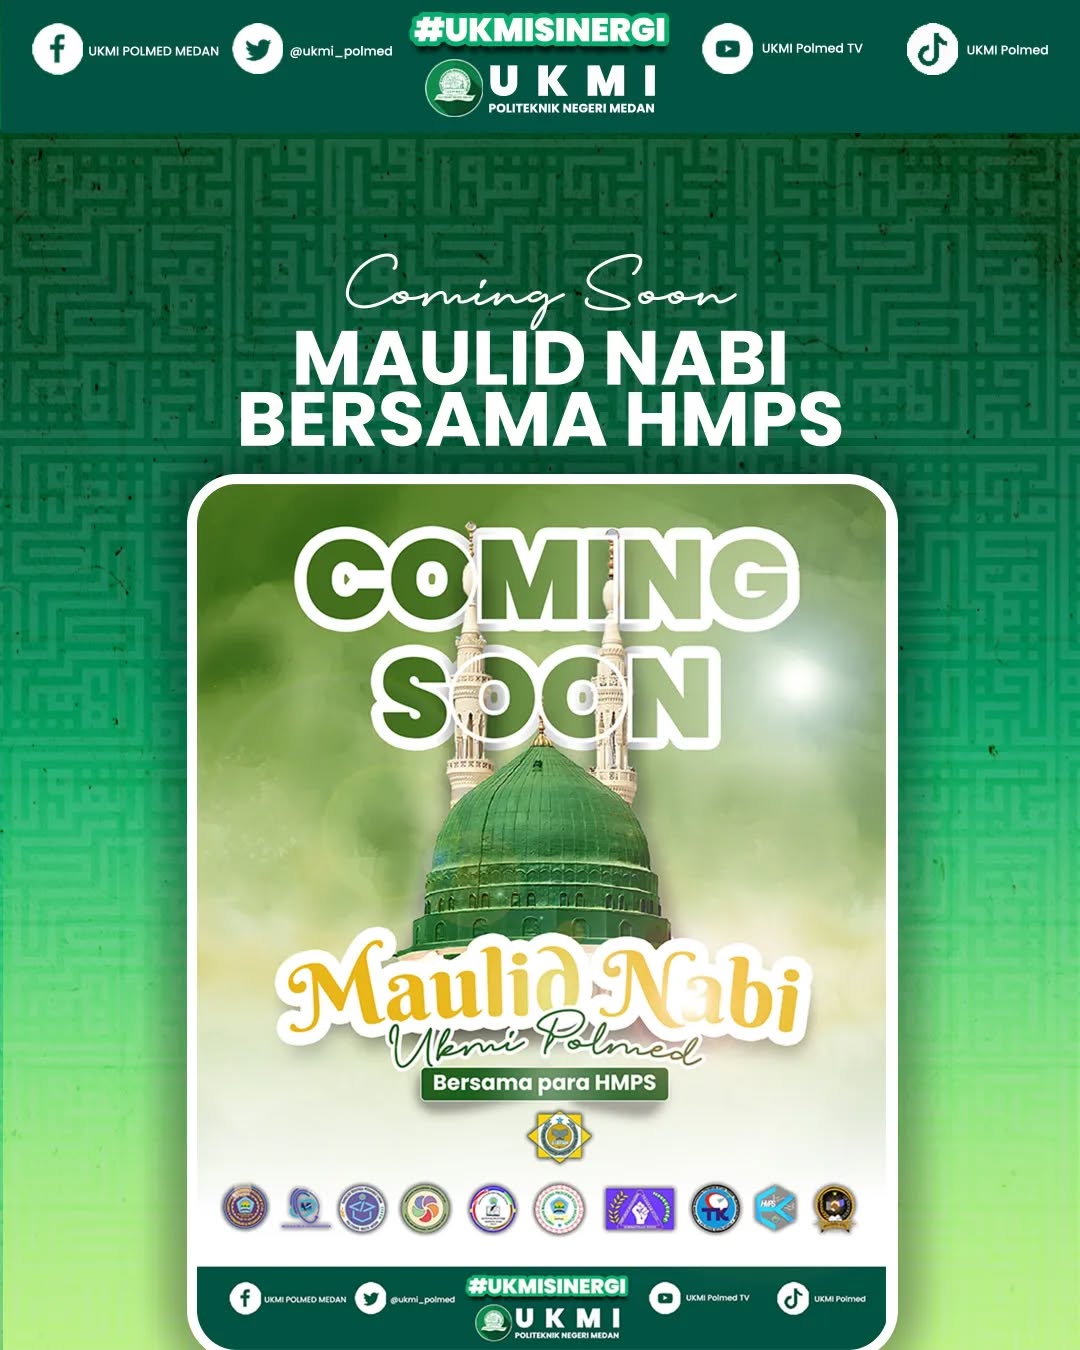 #UKMISINERGI
UKMI POLMED MEDAN
@ukmi_polmed
UKMI Polmed TV
UKMI Polmed
UKMI
POLITEKNIK NEGERI MEDAN
Coming Soon
MAULID NABI
BERSAMA HMPS
COMING
SOON
Maulid Nabi
Ukmi Polmed
Bersama para HMPS
TK
HMPS
#UKMISINERGI
UKMI POLMED MEDAN
@ukmi_polmed
UKMI Polmed TV
UKMI Polmed
UKMI
POLITEKNIK NEGERI MEDAN